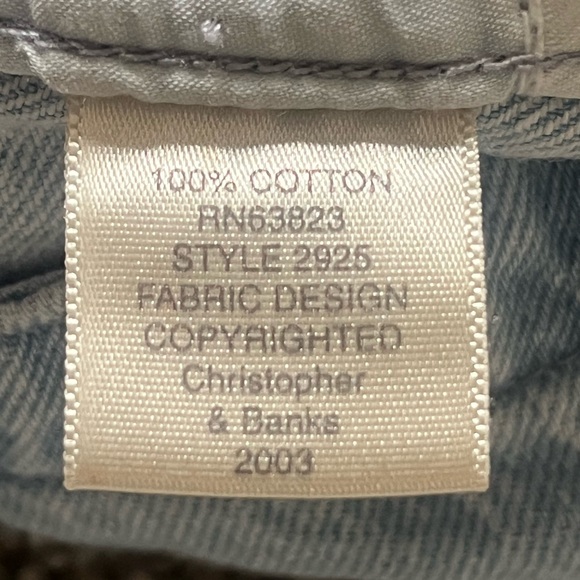 100% COTTON
RN63823
STYLE 2925
FABRIC DESIGN
COPYRIGHTED
Christopher
& Banks
2003